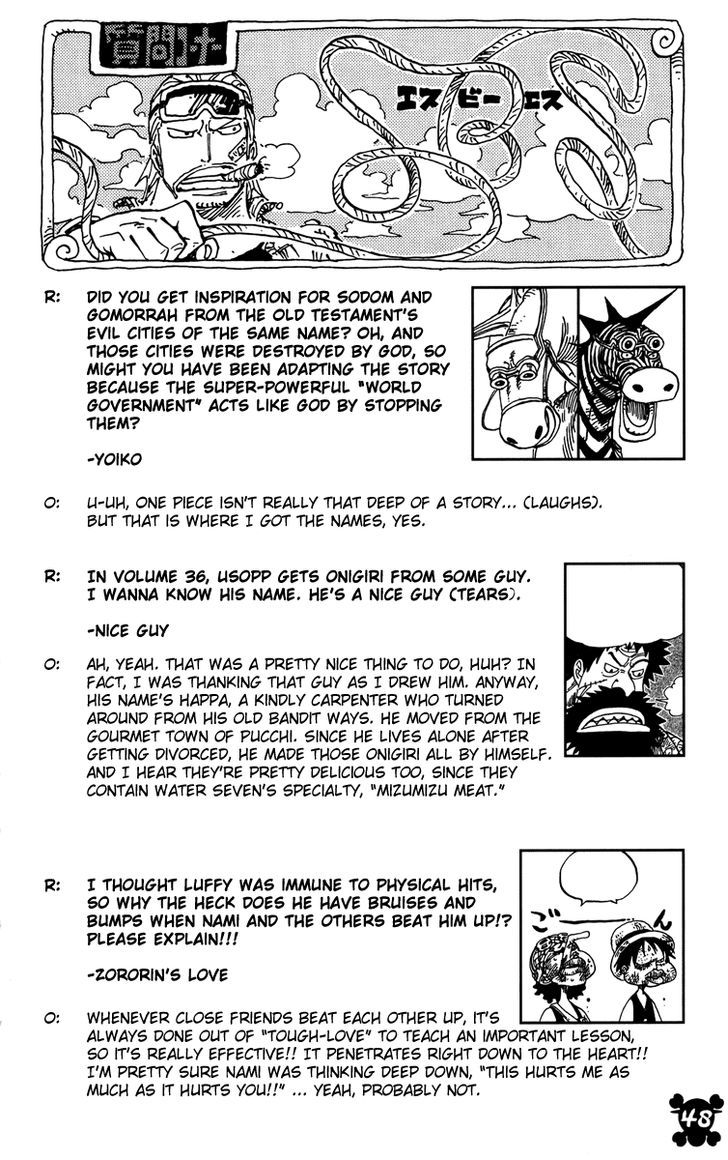 質問コーナー
エスビーエス
R: DID YOU GET INSPIRATION FOR SODOM AND
GOMORRAH FROM THE OLD TESTAMENT'S
EVIL CITIES OF THE SAME NAME? OH, AND
THOSE CITIES WERE DESTROYED BY GOD, SO
MIGHT YOU HAVE BEEN ADAPTING THE STORY
BECAUSE THE SUPER-POWERFUL "WORLD
GOVERNMENT" ACTS LIKE GOD BY STOPPING
THEM?
-YOIKO
O: U-UH, ONE PIECE ISN'T REALLY THAT DEEP OF A STORY... (LAUGHS).
BUT THAT IS WHERE I GOT THE NAMES, YES.
R: IN VOLUME 36, USOPP GETS ONIGIRI FROM SOME GUY.
I WANNA KNOW HIS NAME. HE'S A NICE GUY (TEARS).
-NICE GUY
O: AH, YEAH. THAT WAS A PRETTY NICE THING TO DO, HUH? IN
FACT, I WAS THANKING THAT GUY AS I DREW HIM. ANYWAY,
HIS NAME'S HAPPA, A KINDLY CARPENTER WHO TURNED
AROUND FROM HIS OLD BANDIT WAYS. HE MOVED FROM THE
GOURMET TOWN OF PUCCHI. SINCE HE LIVES ALONE AFTER
GETTING DIVORCED, HE MADE THOSE ONIGIRI ALL BY HIMSELF.
AND I HEAR THEY'RE PRETTY DELICIOUS TOO, SINCE THEY
CONTAIN WATER SEVEN'S SPECIALTY, "MIZUMIZU MEAT."
R: I THOUGHT LUFFY WAS IMMUNE TO PHYSICAL HITS,
SO WHY THE HECK DOES HE HAVE BRUISES AND
BUMPS WHEN NAMI AND THE OTHERS BEAT HIM UP!?
PLEASE EXPLAIN!!!
-ZORORIN'S LOVE
ごーん
O: WHENEVER CLOSE FRIENDS BEAT EACH OTHER UP, IT'S
ALWAYS DONE OUT OF "TOUGH-LOVE" TO TEACH AN IMPORTANT LESSON,
SO IT'S REALLY EFFECTIVE!! IT PENETRATES RIGHT DOWN TO THE HEART!!
I'M PRETTY SURE NAMI WAS THINKING DEEP DOWN, "THIS HURTS ME AS
MUCH AS IT HURTS YOU!!" ... YEAH, PROBABLY NOT.
48